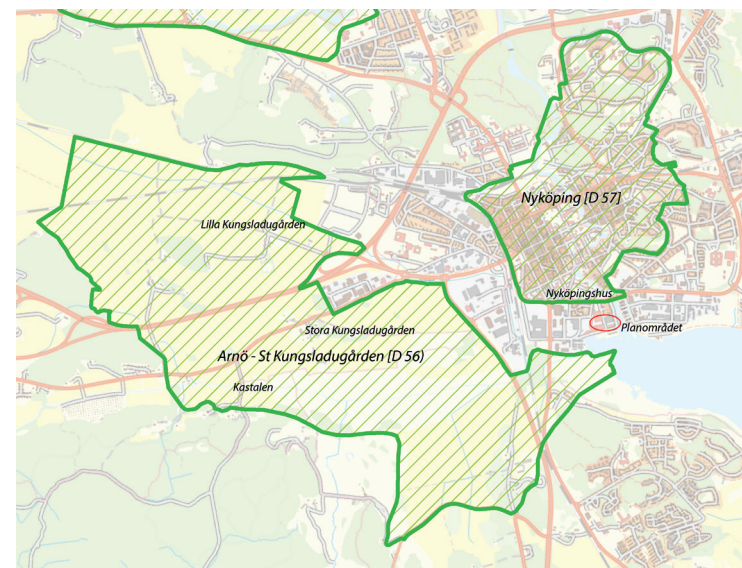 Nyköping [D 57]
Lilla Kungsladugården
Nyköpingshus
Planområdet
Stora Kungsladugården
Arnö - St Kungsladugården [D 56)
Kastalen